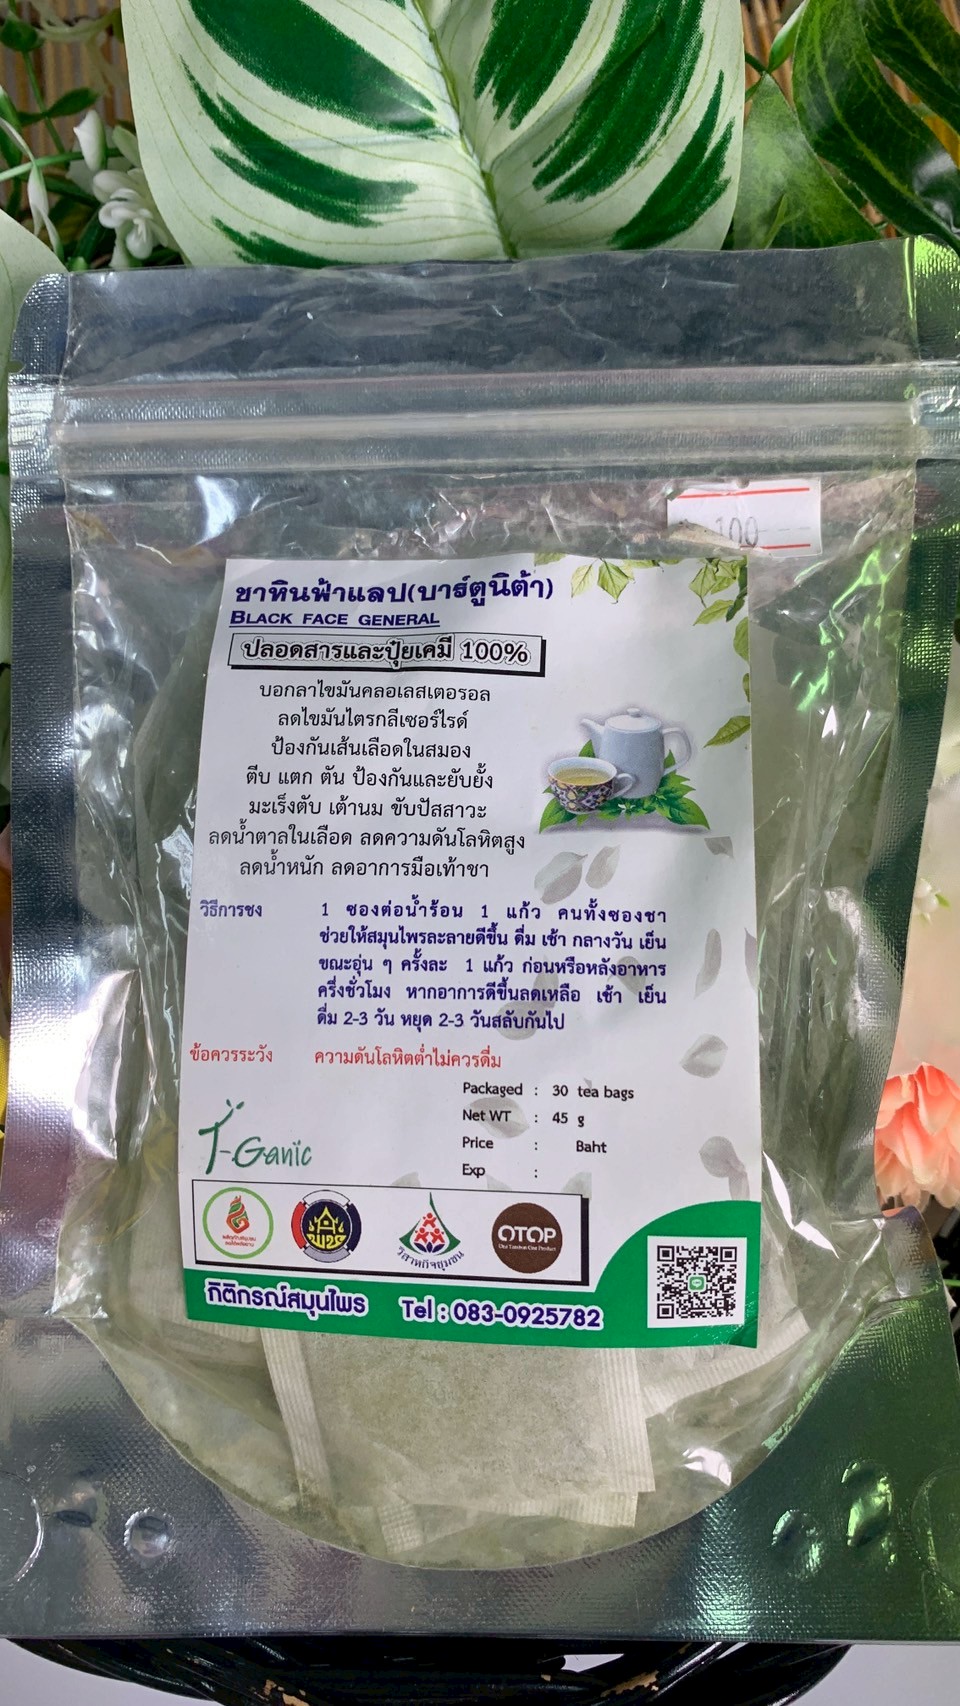 100
ชาหินฟ้าแลป(บาร์ตูนิต้า)
BLACK FACE GENERAL
ปลอดสารและปุ๋ยเคมี 100%
บอกลาไขมันคลอเลสเตอรอล
ลดไขมันไตรกลีเซอร์ไรด์
ป้องกันเส้นเลือดในสมอง
ตีบ แตก ตัน ป้องกันและยับยั้ง
มะเร็งตับ เต้านม ขับปัสสาวะ
ลดน้ำตาลในเลือด ลดความดันโลหิตสูง
ลดน้ำหนัก ลดอาการมือเท้าชา
วิธีการชง 1 ซองต่อน้ำร้อน 1 แก้ว คนทั้งซองชา
ช่วยให้สมุนไพรละลายดีขึ้น ดื่ม เช้า กลางวัน เย็น
ขณะอุ่น ๆ ครั้งละ 1 แก้ว ก่อนหรือหลังอาหาร
ครึ่งชั่วโมง หากอาการดีขึ้นลดเหลือ เช้า เย็น
ดื่ม 2-3 วัน หยุด 2-3 วันสลับกันไป
ข้อควรระวัง ความดันโลหิตต่ำไม่ควรดื่ม
Packaged : 30 tea bags
Net WT : 45 g
Price : Baht
Exp :
T-Ganic
วิสาหกิจชุมชน
OTOP
กิติกรณ์สมุนไพร Tel : 083-0925782